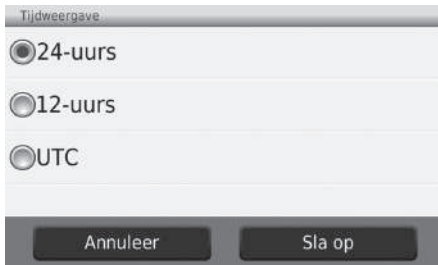 Tijdweergave
24-uurs
12-uurs
UTC
Annuleer
Sla op